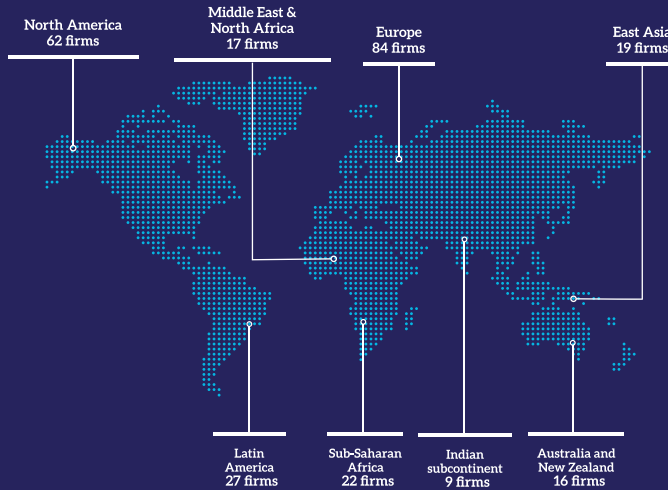 North America
62 firms
Middle East &
North Africa
17 firms
Europe
84 firms
East Asia
19 firms
Latin
America
27 firms
Sub-Saharan
Africa
22 firms
Indian
subcontinent
9 firms
Australia and
New Zealand
16 firms